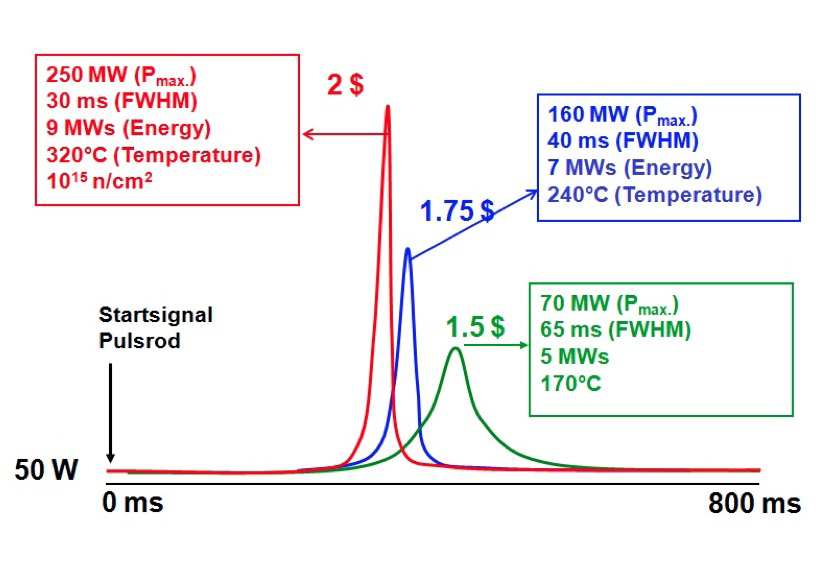 250 MW (Pmax.)
30 ms (FWHM)
9 MWs (Energy)
320°C (Temperature)
10¹⁵ n/cm²
2 $
160 MW (Pmax.)
40 ms (FWHM)
7 MWs (Energy)
240°C (Temperature)
1.75 $
70 MW (Pmax.)
65 ms (FWHM)
5 MWs
170°C
1.5 $
Startsignal
Pulsrod
50 W
0 ms
800 ms